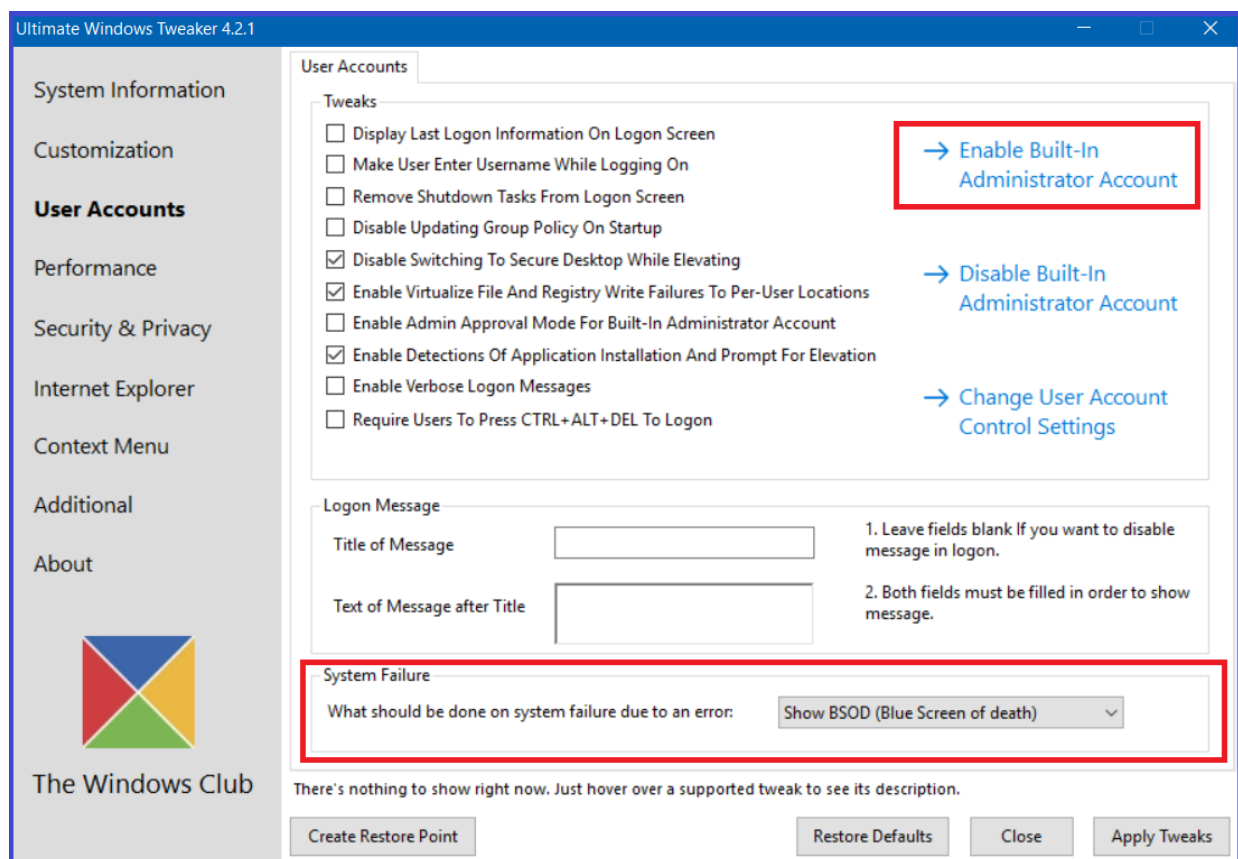 Ultimate Windows Tweaker 4.2.1
System Information
Customization
User Accounts
Performance
Security & Privacy
Internet Explorer
Context Menu
Additional
About
The Windows Club
User Accounts
Tweaks
Display Last Logon Information On Logon Screen
Make User Enter Username While Logging On
Remove Shutdown Tasks From Logon Screen
Disable Updating Group Policy On Startup
Disable Switching To Secure Desktop While Elevating
Enable Virtualize File And Registry Write Failures To Per-User Locations
Enable Admin Approval Mode For Built-In Administrator Account
Enable Detections Of Application Installation And Prompt For Elevation
Enable Verbose Logon Messages
Require Users To Press CTRL+ALT+DEL To Logon
Enable Built-In
Administrator Account
Disable Built-In
Administrator Account
Change User Account
Control Settings
Logon Message
Title of Message
Text of Message after Title
1. Leave fields blank If you want to disable
message in logon.
2. Both fields must be filled in order to show
message.
System Failure
What should be done on system failure due to an error:
Show BSOD (Blue Screen of death)
There's nothing to show right now. Just hover over a supported tweak to see its description.
Create Restore Point
Restore Defaults
Close
Apply Tweaks